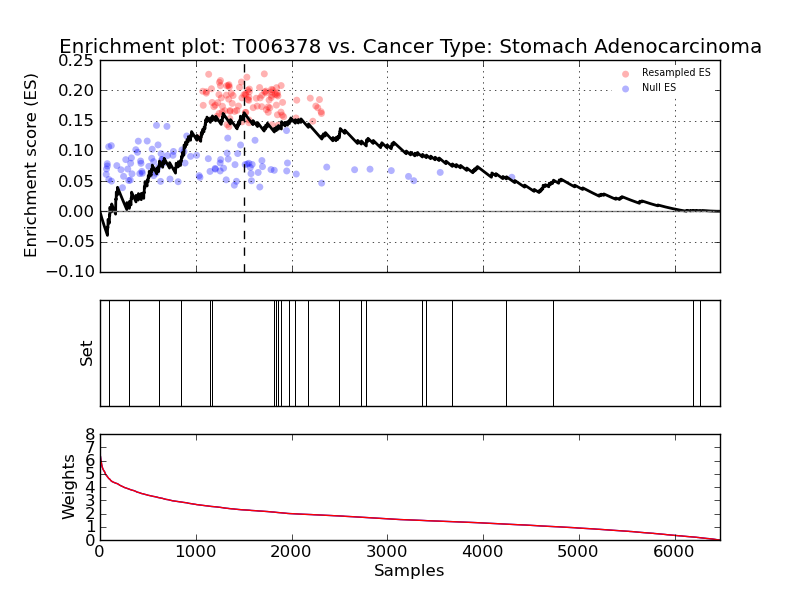 Enrichment plot: T006378 vs. Cancer Type: Stomach Adenocarcinoma
Enrichment score (ES)
0.25
0.20
0.15
0.10
0.05
0.00
−0.05
−0.10
Resampled ES
Null ES
Set
Weights
8
7
6
5
4
3
2
1
0
0 1000 2000 3000 4000 5000 6000
Samples